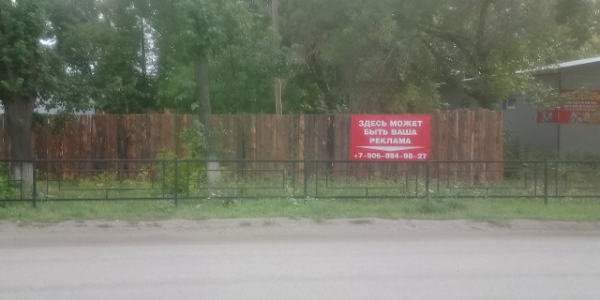 ЗДЕСЬ МОЖЕТ
БЫТЬ ВАША
РЕКЛАМА
+7-906-884-98-27